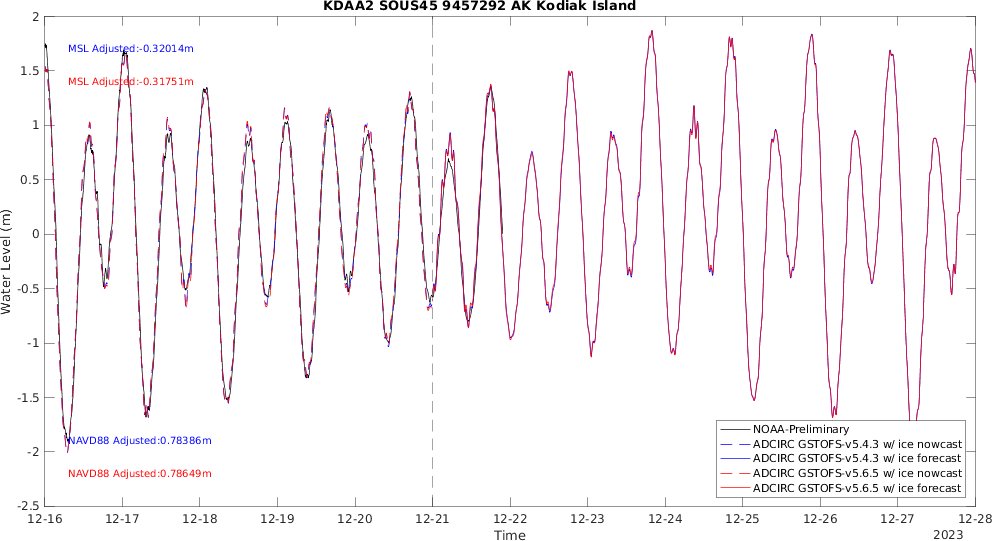 KDAA2 SOUS45 9457292 AK Kodiak Island
2
1.5
1
0.5
0
-0.5
-1
-1.5
-2
-2.5
Water Level (m)
MSL Adjusted:-0.32014m
MSL Adjusted:-0.31751m
NAVD88 Adjusted:0.78386m
NAVD88 Adjusted:0.78649m
NOAA-Preliminary
ADCIRC GSTOFS-v5.4.3 w/ ice nowcast
ADCIRC GSTOFS-v5.4.3 w/ ice forecast
ADCIRC GSTOFS-v5.6.5 w/ ice nowcast
ADCIRC GSTOFS-v5.6.5 w/ ice forecast
12-16 12-17 12-18 12-19 12-20 12-21 12-22 12-23 12-24 12-25 12-26 12-27 12-28
Time
2023